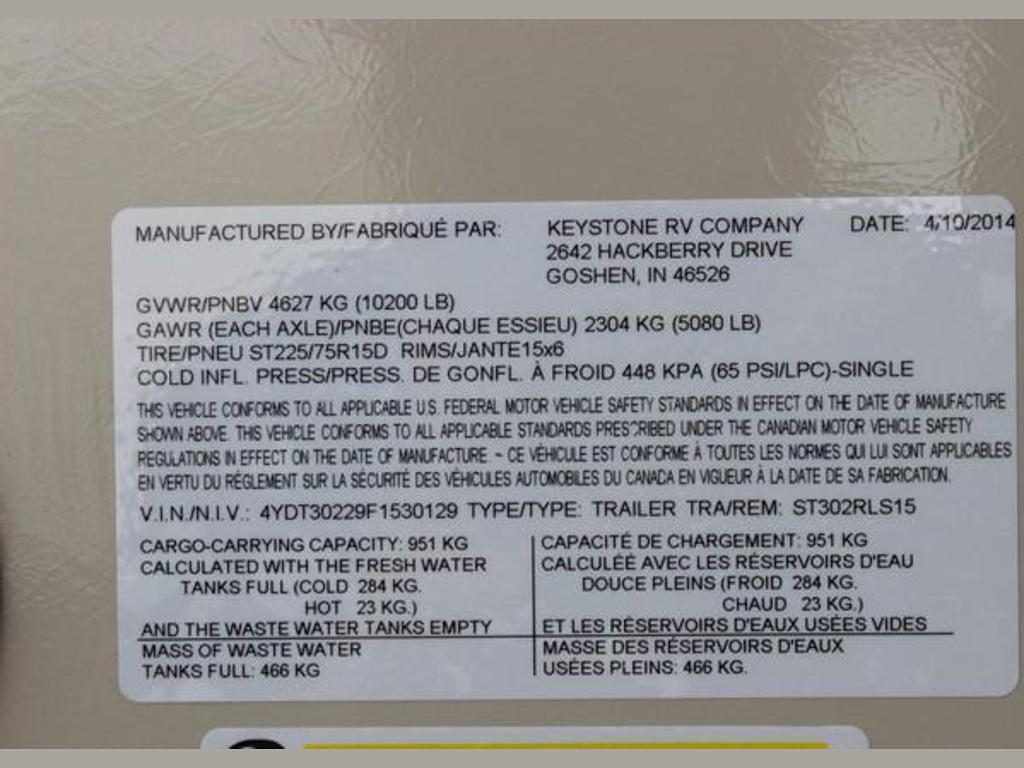 MANUFACTURED BY/FABRIQUÉ PAR: KEYSTONE RV COMPANY DATE: 4/10/2014
2642 HACKBERRY DRIVE
GOSHEN, IN 46526
GVWR/PNBV 4627 KG (10200 LB)
GAWR (EACH AXLE)/PNBE(CHAQUE ESSIEU) 2304 KG (5080 LB)
TIRE/PNEU ST225/75R15D RIMS/JANTE15x6
COLD INFL. PRESS/PRESS. DE GONFL. À FROID 448 KPA (65 PSI/LPC)-SINGLE
THIS VEHICLE CONFORMS TO ALL APPLICABLE U.S. FEDERAL MOTOR VEHICLE SAFETY STANDARDS IN EFFECT ON THE DATE OF MANUFACTURE
SHOWN ABOVE. THIS VEHICLE CONFORMS TO ALL APPLICABLE STANDARDS PRESCRIBED UNDER THE CANADIAN MOTOR VEHICLE SAFETY
REGULATIONS IN EFFECT ON THE DATE OF MANUFACTURE - CE VÉHICULE EST CONFORME À TOUTES LES NORMES QUI LUI SONT APPLICABLES
EN VERTU DU RÉGLEMENT SUR LA SÉCURITÉ DES VÉHICULES AUTOMOBILES DU CANADA EN VIGUEUR À LA DATE DE SA FABRICATION.
V.I.N./N.I.V.: 4YDT30229F1530129 TYPE/TYPE: TRAILER TRA/REM: ST302RLS15
CARGO-CARRYING CAPACITY: 951 KG
CALCULATED WITH THE FRESH WATER
TANKS FULL (COLD 284 KG.
HOT 23 KG.)
AND THE WASTE WATER TANKS EMPTY
MASS OF WASTE WATER
TANKS FULL: 466 KG
CAPACITÉ DE CHARGEMENT: 951 KG
CALCULÉÉ AVEC LES RÉSERVOIRS D'EAU
DOUCE PLEINS (FROID 284 KG.
CHAUD 23 KG.)
ET LES RÉSERVOIRS D'EAUX USÉES VIDES
MASSE DES RÉSERVOIRS D'EAUX
USÉES PLEINS: 466 KG.